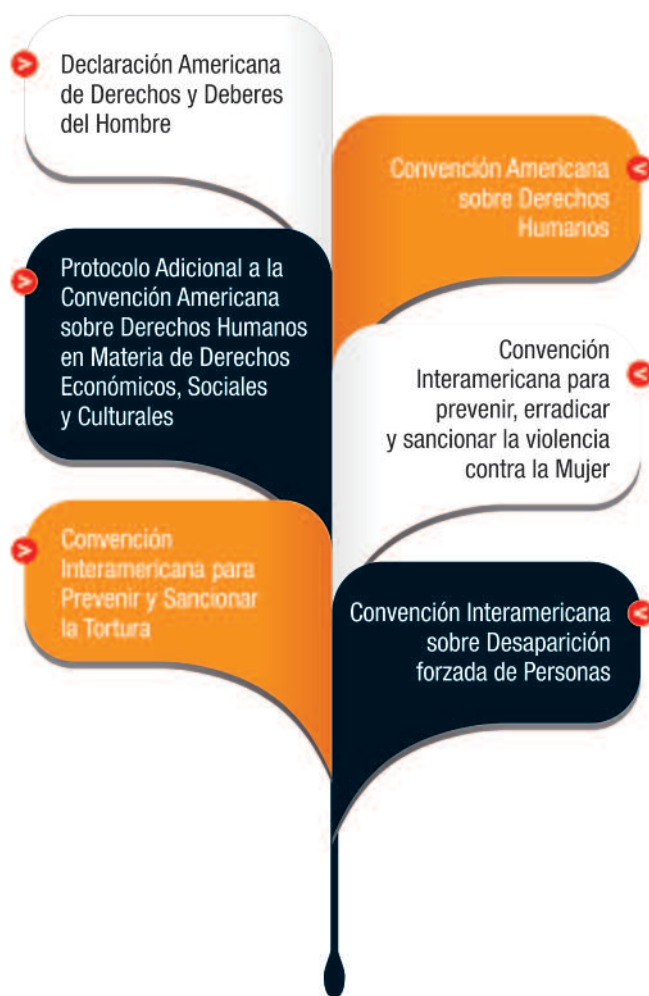 Declaración Americana
de Derechos y Deberes
del Hombre
Convención Americana
sobre Derechos
Humanos
Protocolo Adicional a la
Convención Americana
sobre Derechos Humanos
en Materia de Derechos
Económicos, Sociales
y Culturales
Convención
Interamericana para
prevenir, erradicar
y sancionar la violencia
contra la Mujer
Convención
Interamericana para
Prevenir y Sancionar
la Tortura
Convención Interamericana
sobre Desaparición
forzada de Personas